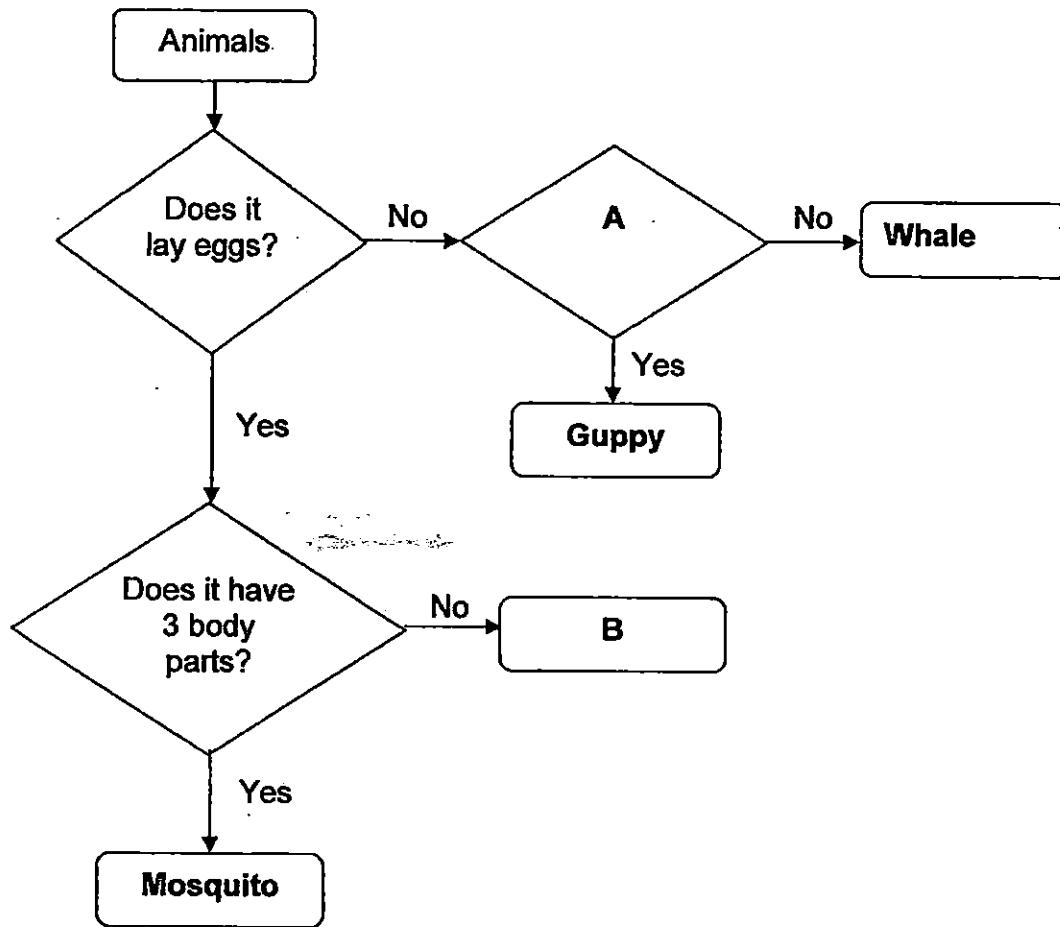 Animals
Does it
lay eggs?
No
A
No
Whale
Yes
Guppy
Yes
Does it have
3 body
parts?
No
B
Yes
Mosquito